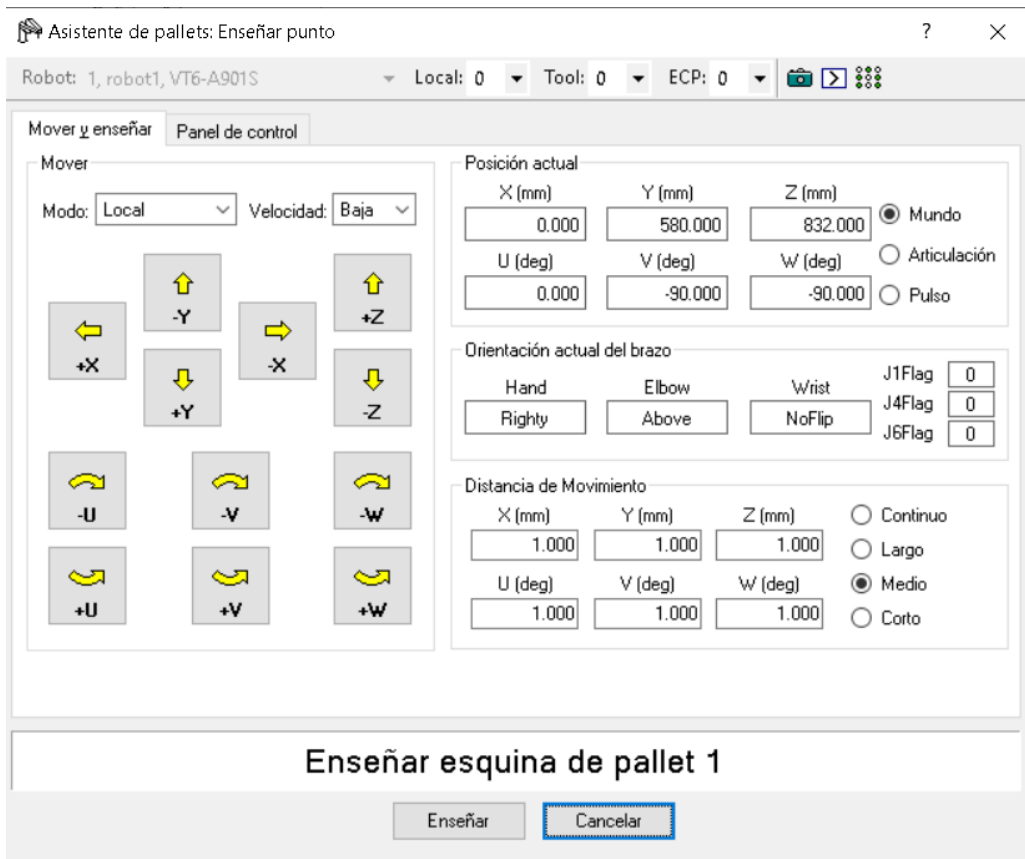 Asistente de pallets: Enseñar punto
?
Robot: 1, robot1, VT6-A901S Local: 0 Tool: 0 ECP: 0
Mover y enseñar Panel de control
Mover
Modo: Local Velocidad: Baja
-Y
+Z
+X
-X
+Y
-Z
-U -V -W
+U +V +W
Posición actual
X (mm) Y (mm) Z (mm)
0.000 580.000 832.000
Mundo
U (deg) V (deg) W (deg)
Articulación
0.000 -90.000 -90.000
Pulso
Orientación actual del brazo
Hand Elbow Wrist
Righty Above NoFlip
J1Flag 0
J4Flag 0
J6Flag 0
Distancia de Movimiento
X (mm) Y (mm) Z (mm)
1.000 1.000 1.000
U (deg) V (deg) W (deg)
1.000 1.000 1.000
Continuo
Largo
Medio
Corto
Enseñar esquina de pallet 1
Enseñar Cancelar